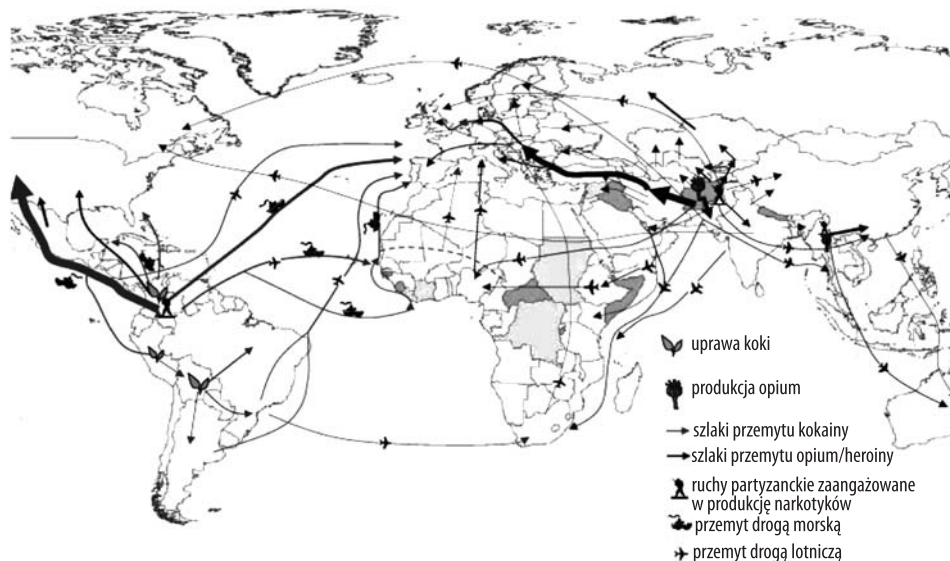 uprawa koki
produkcja opium
szlaki przemytu kokainy
szlaki przemytu opium/heroiny
ruchy partyzanckie zaangażowane
w produkcję narkotyków
przemyt drogą morską
przemyt drogą lotniczą